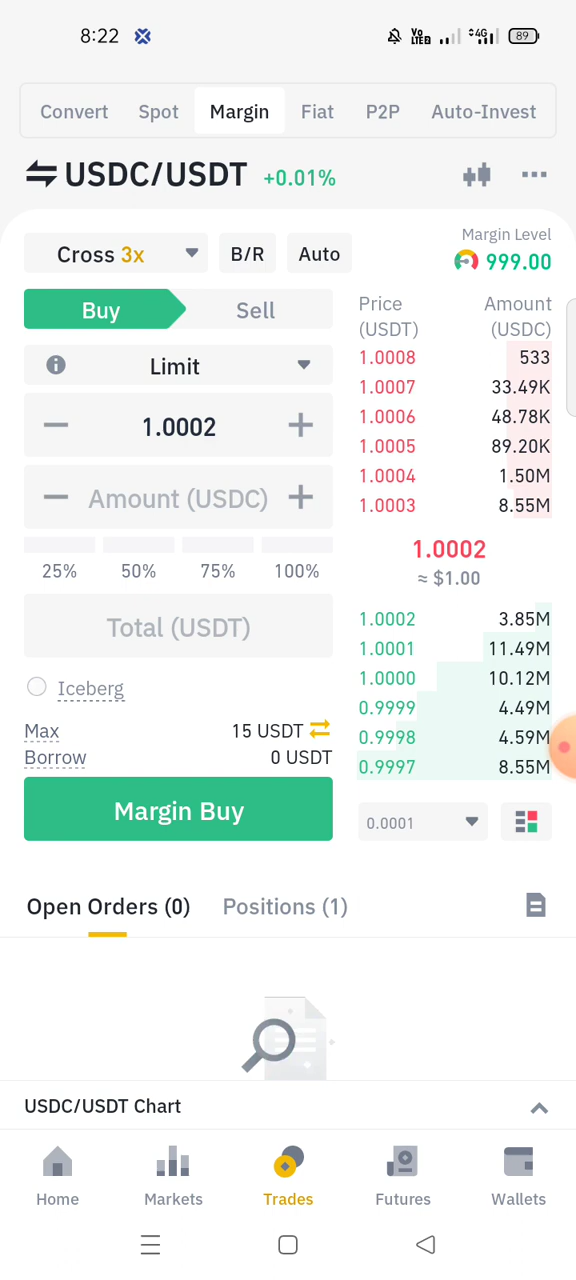 8:22
Vo LTE2 4G 89
Convert Spot Margin Fiat P2P Auto-Invest
USDC/USDT +0.01%
Margin Level
999.00
Cross 3x B/R Auto
Buy Sell
Limit
1.0002
Amount (USDC)
25% 50% 75% 100%
Total (USDT)
Iceberg
Max 15 USDT
Borrow 0 USDT
Margin Buy
Price Amount
(USDT) (USDC)
1.0008 533
1.0007 33.49K
1.0006 48.78K
1.0005 89.20K
1.0004 1.50M
1.0003 8.55M
1.0002
≈ $1.00
1.0002 3.85M
1.0001 11.49M
1.0000 10.12M
0.9999 4.49M
0.9998 4.59M
0.9997 8.55M
0.0001
Open Orders (0) Positions (1)
USDC/USDT Chart
Home Markets Trades Futures Wallets